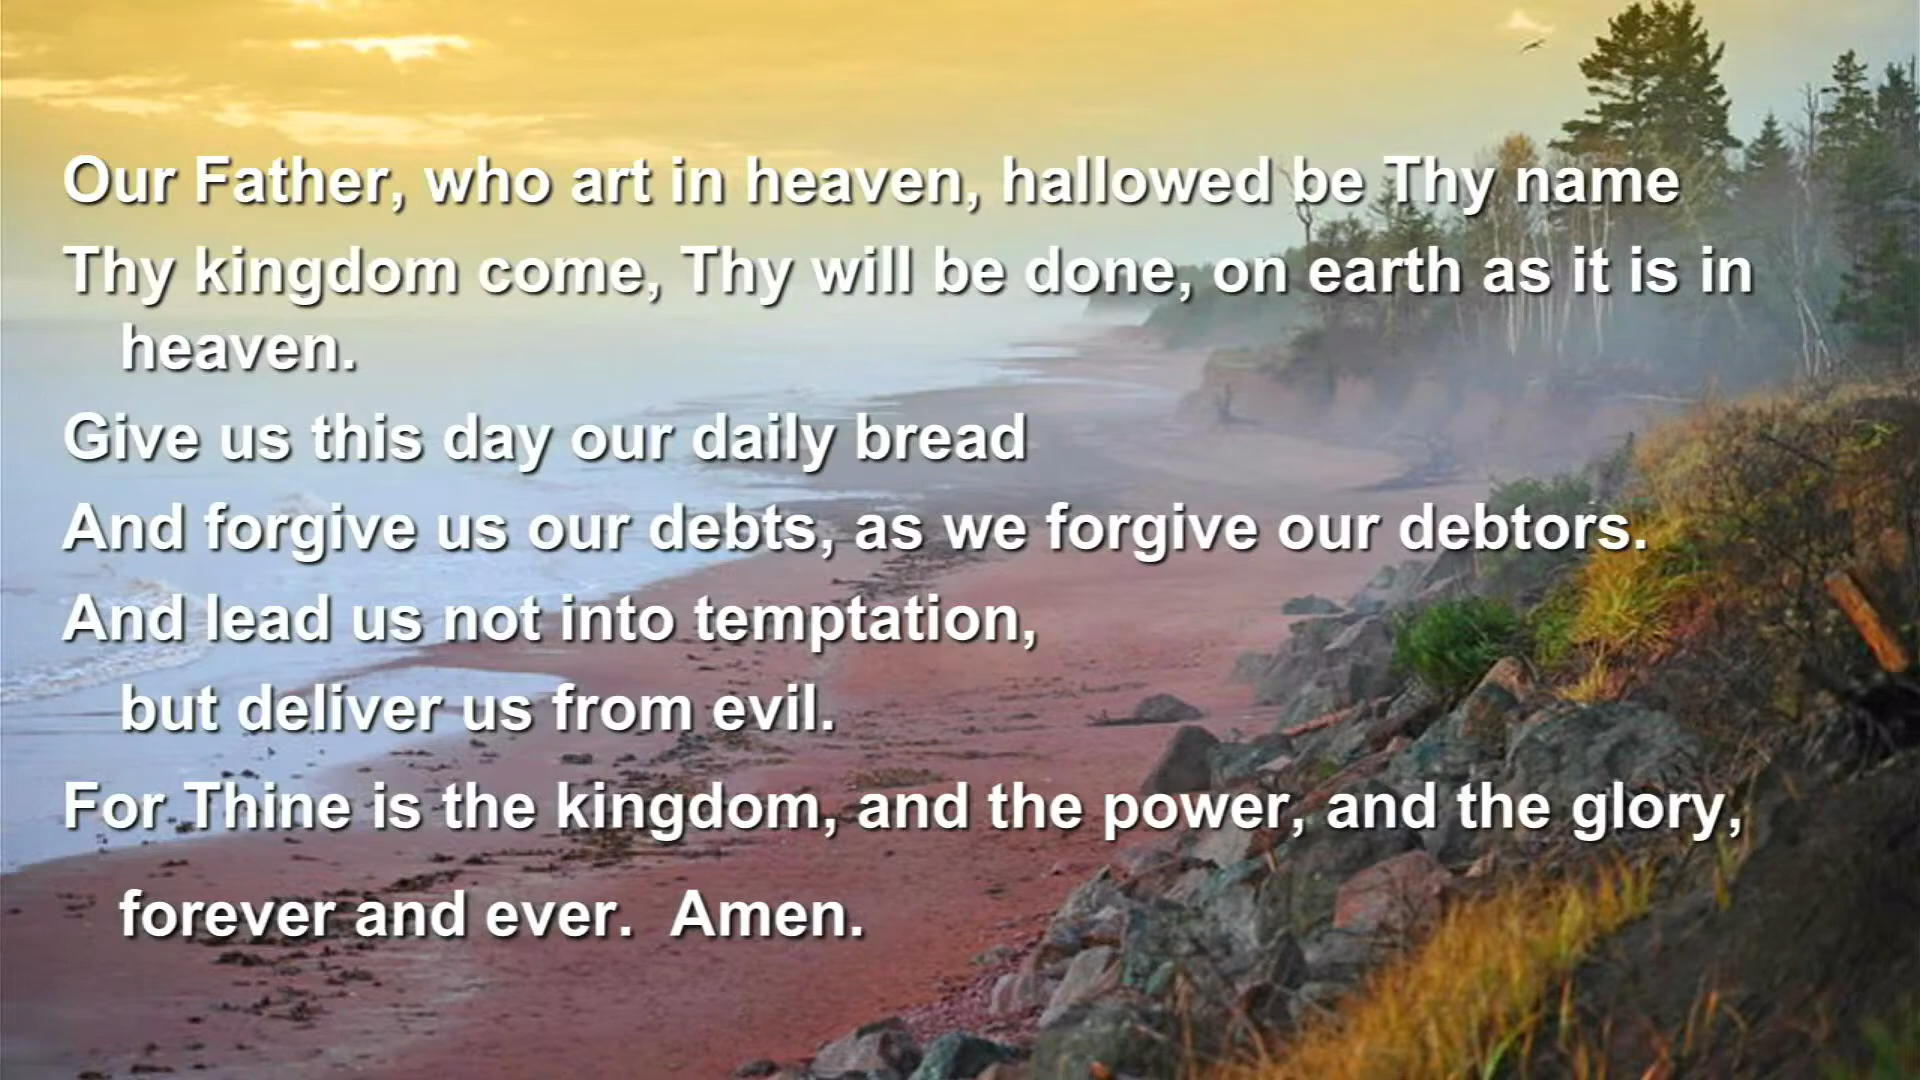 Our Father, who art in heaven, hallowed be Thy name
Thy kingdom come, Thy will be done, on earth as it is in
heaven.
Give us this day our daily bread
And forgive us our debts, as we forgive our debtors.
And lead us not into temptation,
but deliver us from evil.
For Thine is the kingdom, and the power, and the glory,
forever and ever.  Amen.